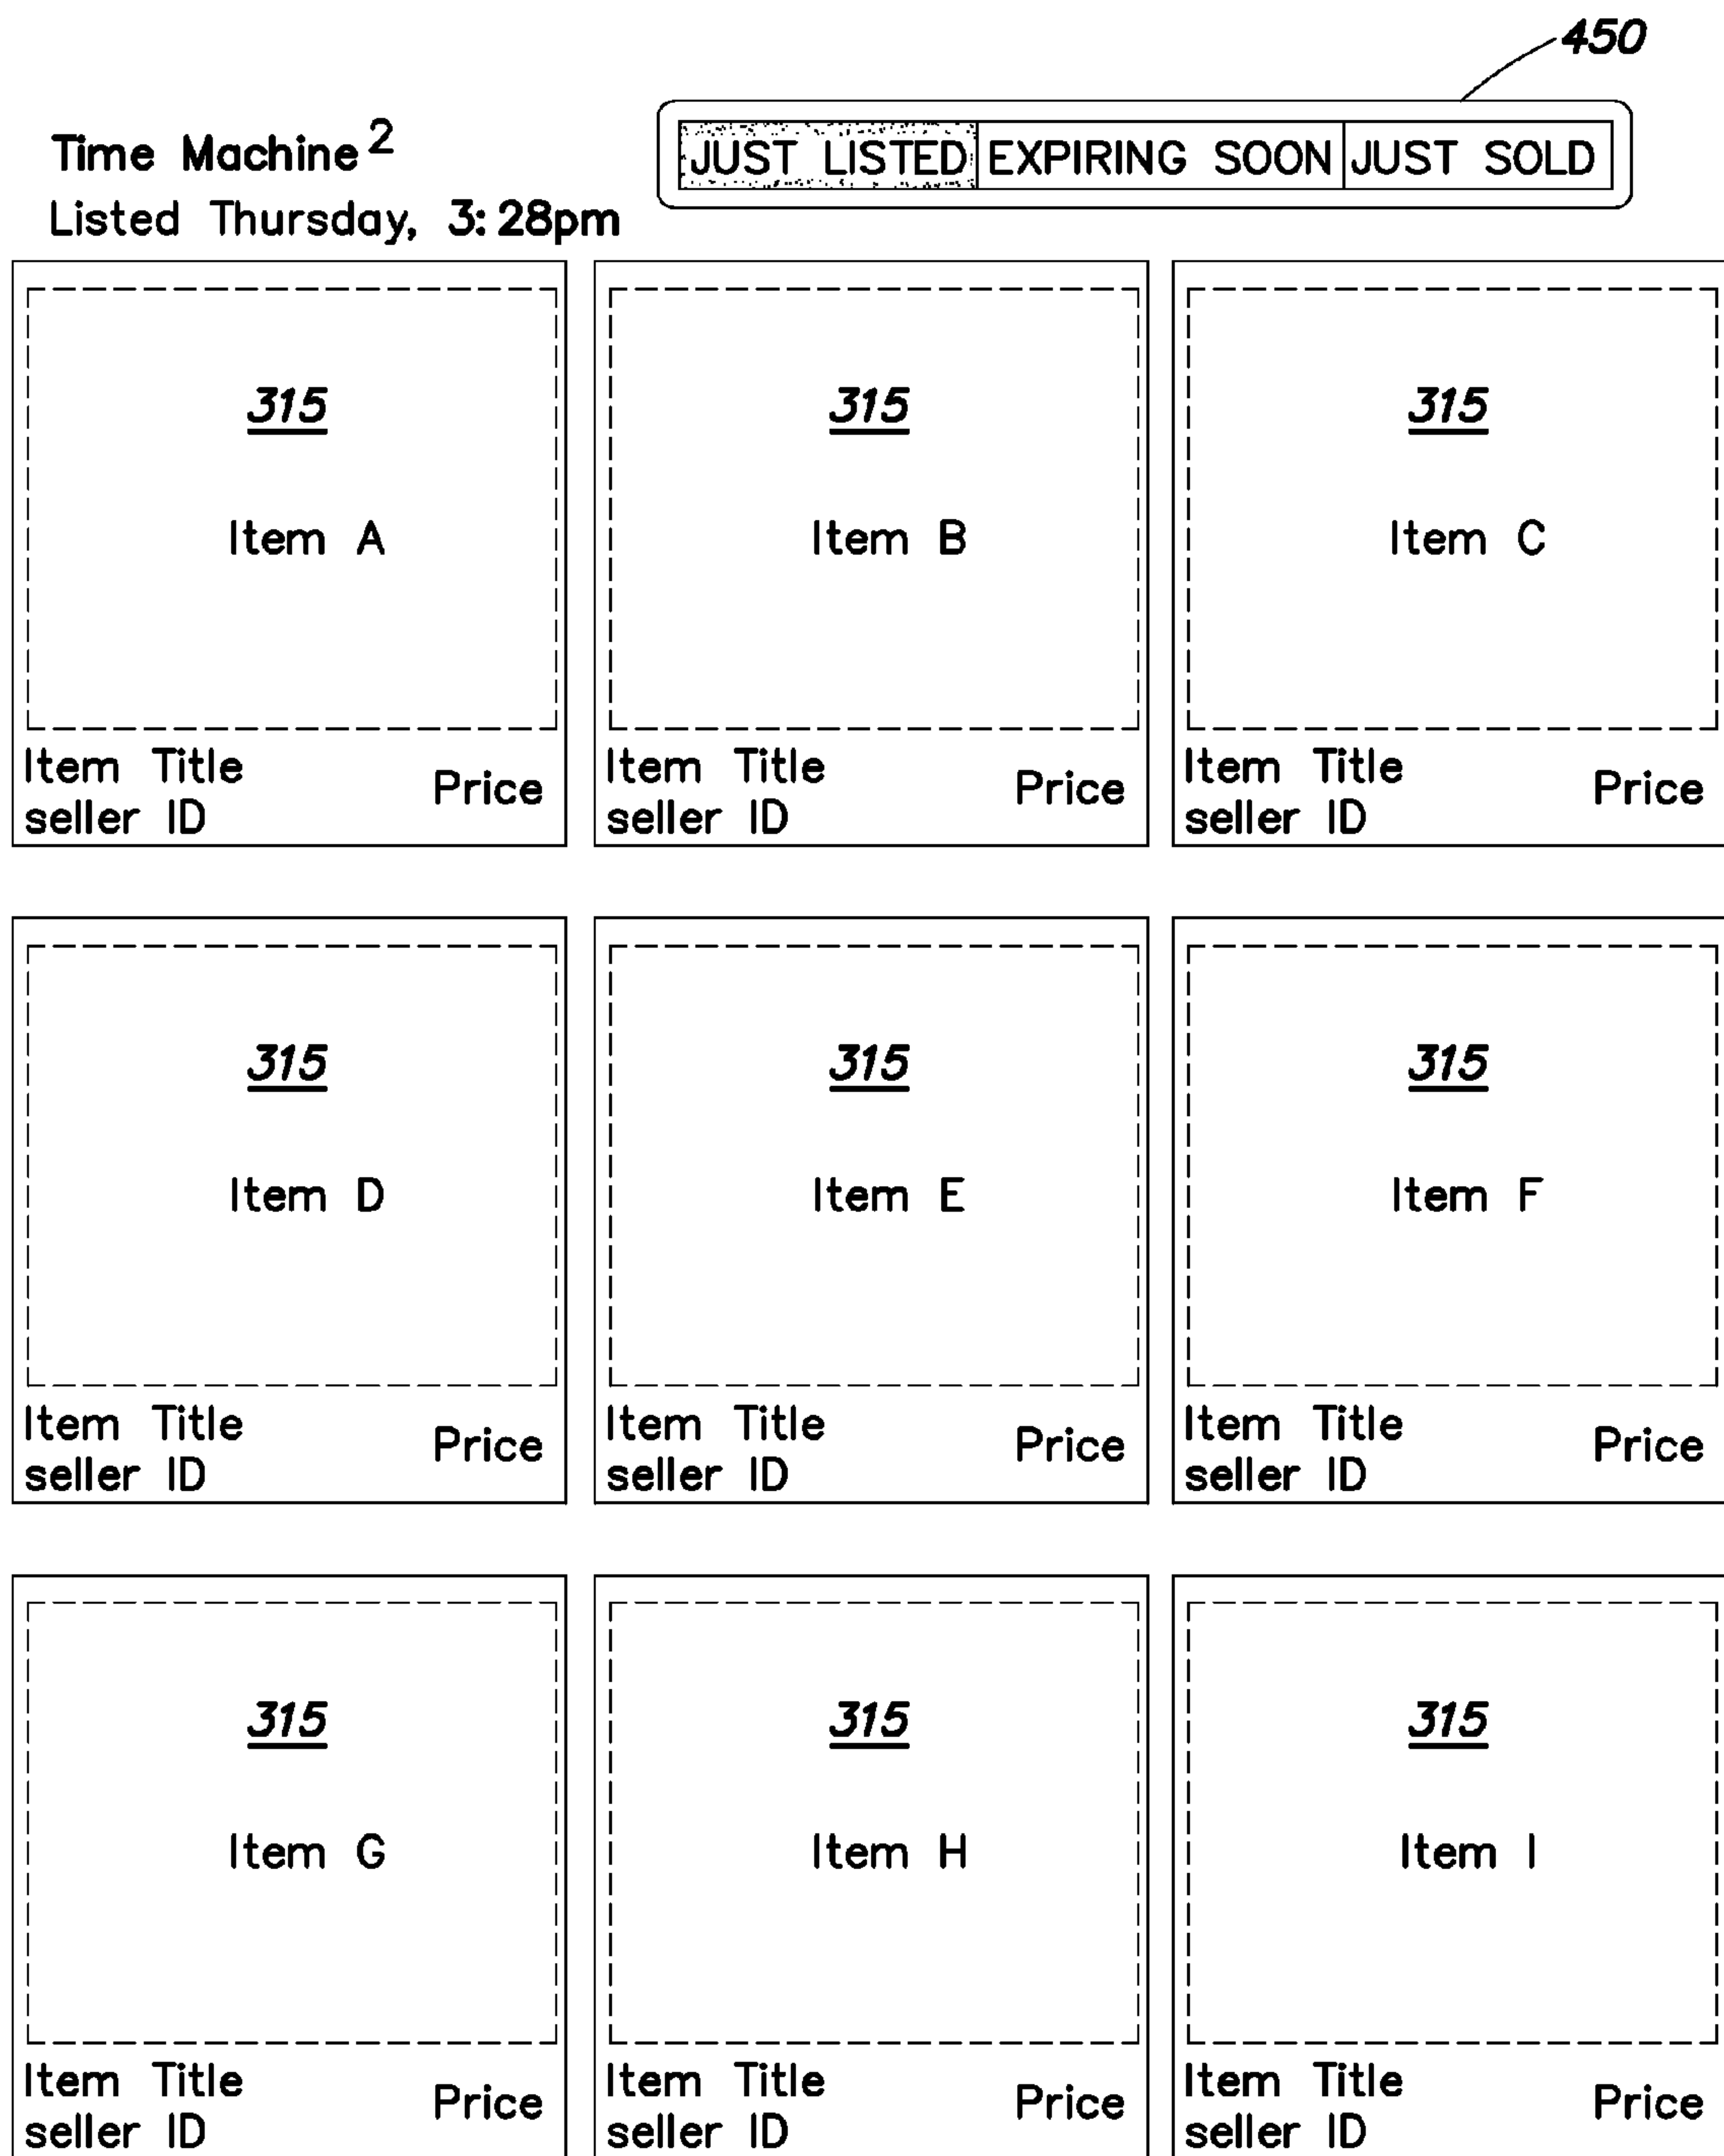 450
Time Machine2
JUST LISTED EXPIRING SOON JUST SOLD
Listed Thursday, 3:28pm
315 315 315
Item A Item B Item C
Item Title Item Title Item Title
Price Price Price
seller ID seller ID seller ID
315 315 315
Item D Item E Item F
Item Title Item Title Item Title
Price Price Price
seller ID seller ID seller ID
315 315 315
Item G Item H Item I
Item Title Item Title Item Title
Price Price Price
seller ID seller ID seller ID